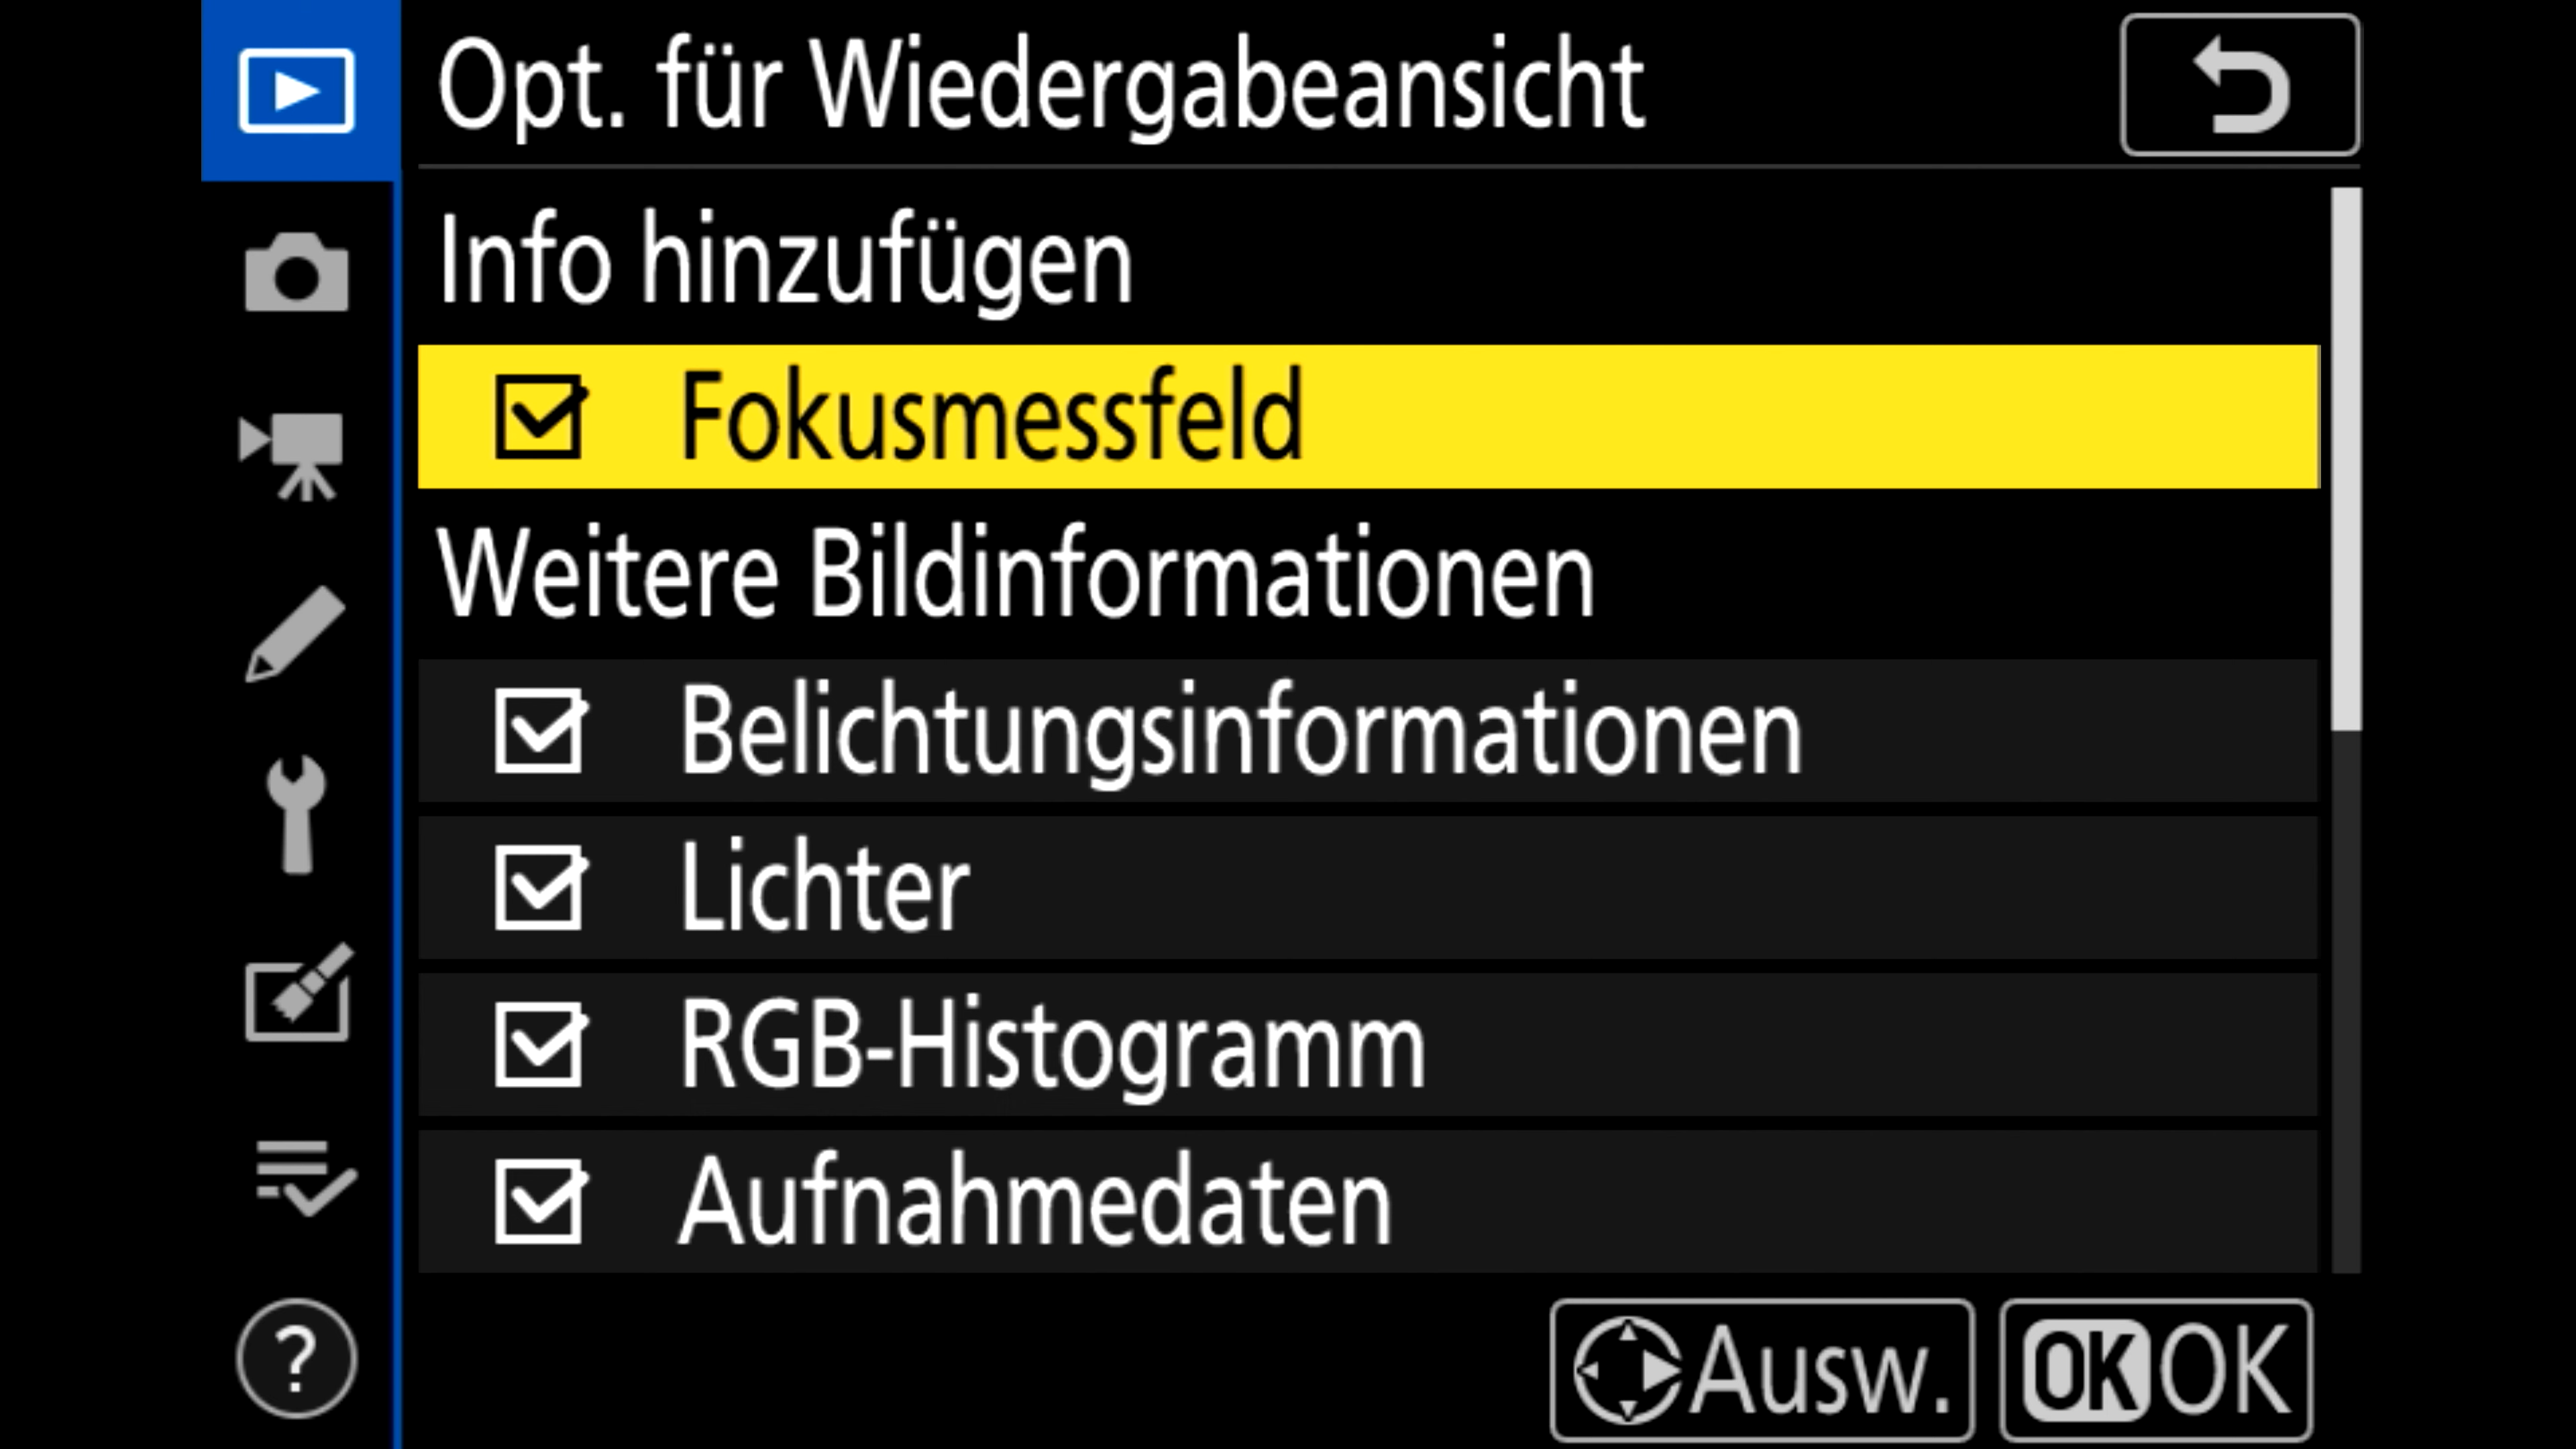 Opt. für Wiedergabeansicht
Info hinzufügen
Fokusmessfeld
Weitere Bildinformationen
Belichtungsinformationen
Lichter
RGB-Histogramm
Aufnahmedaten
?
Ausw.
OK OK